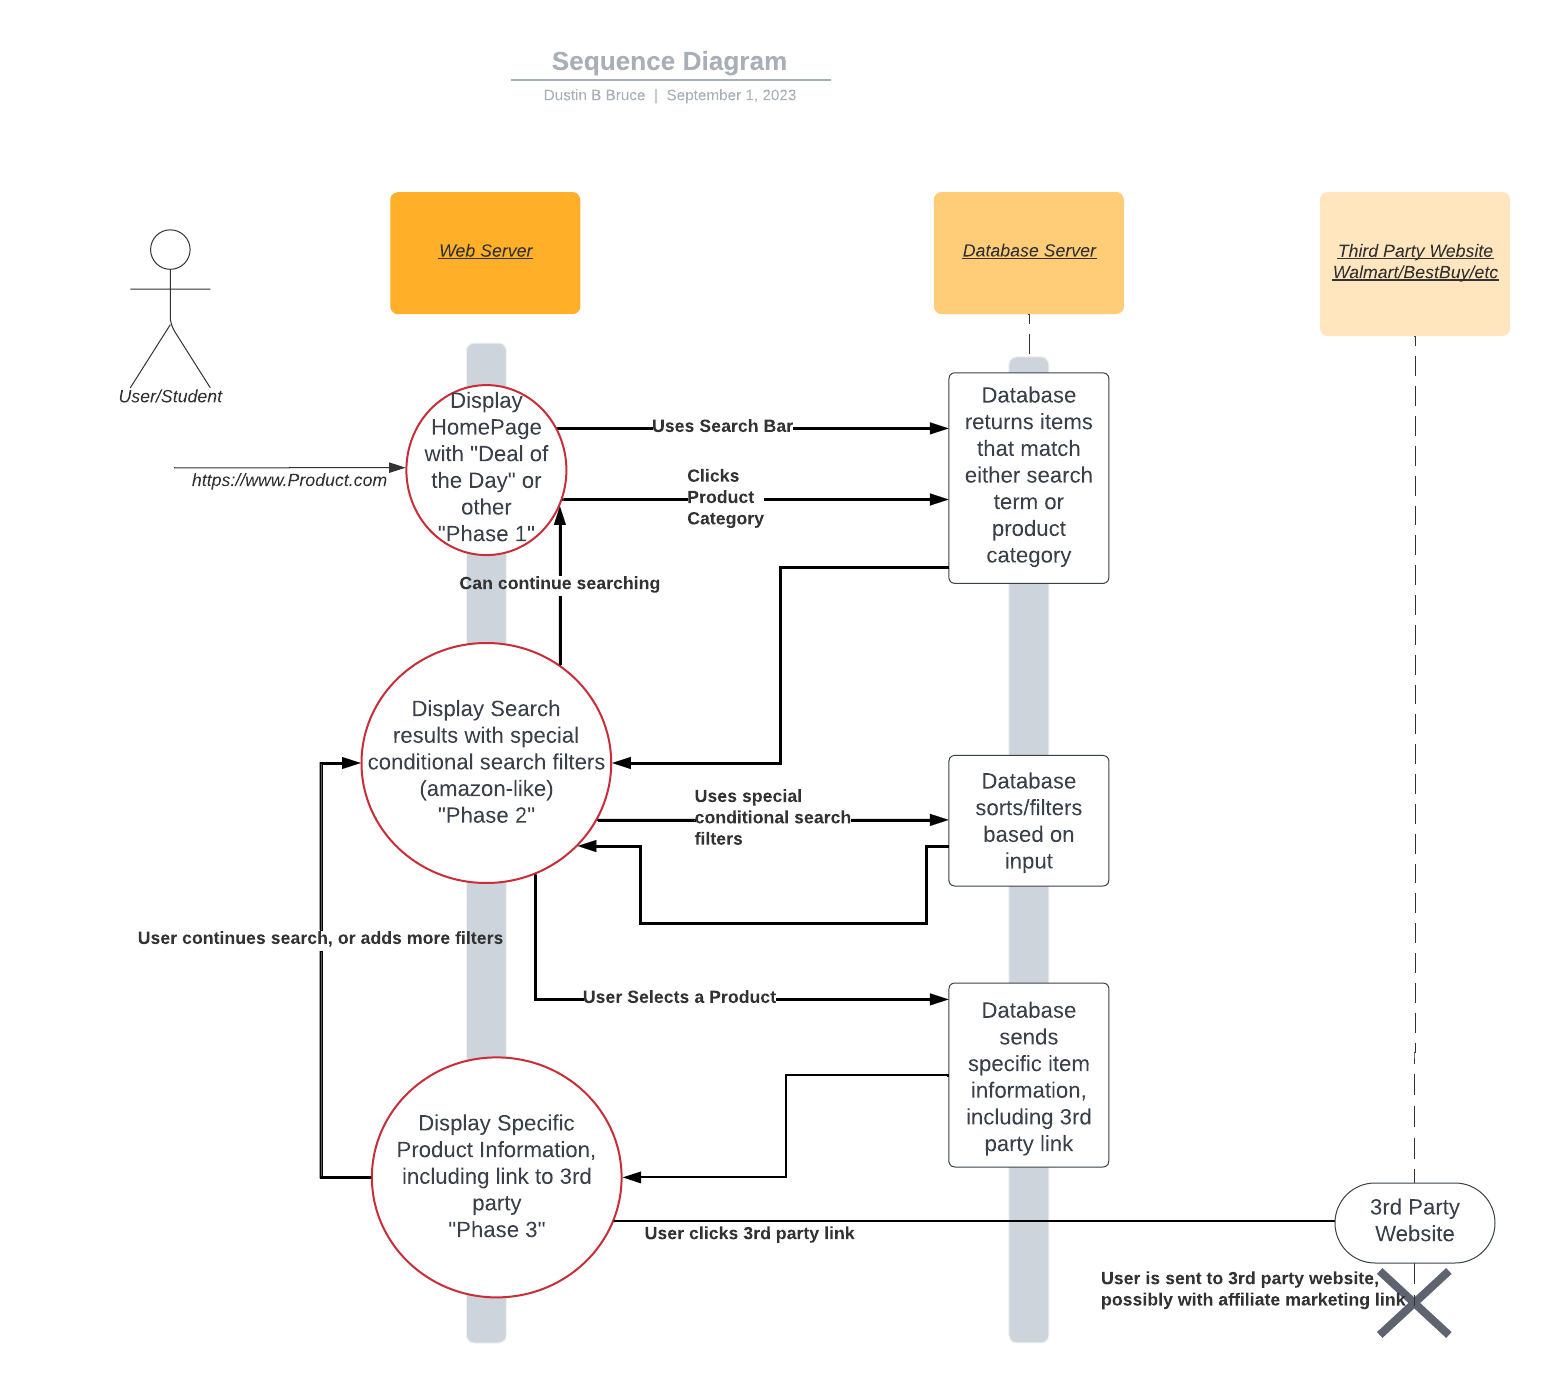 Sequence Diagram
Dustin B Bruce | September 1, 2023
Web Server
Database Server
Third Party Website
Walmart/BestBuy/etc
User/Student
https://www.Product.com
Display
HomePage
with "Deal of
the Day" or
other
"Phase 1"
Uses Search Bar
Clicks
Product
Category
Database
returns items
that match
either search
term or
product
category
Can continue searching
Display Search
results with special
conditional search filters
(amazon-like)
"Phase 2"
Uses special
conditional search
filters
Database
sorts/filters
based on
input
User continues search, or adds more filters
User Selects a Product
Database
sends
specific item
information,
including 3rd
party link
Display Specific
Product Information,
including link to 3rd
party
"Phase 3"
User clicks 3rd party link
3rd Party
Website
User is sent to 3rd party website,
possibly with affiliate marketing link